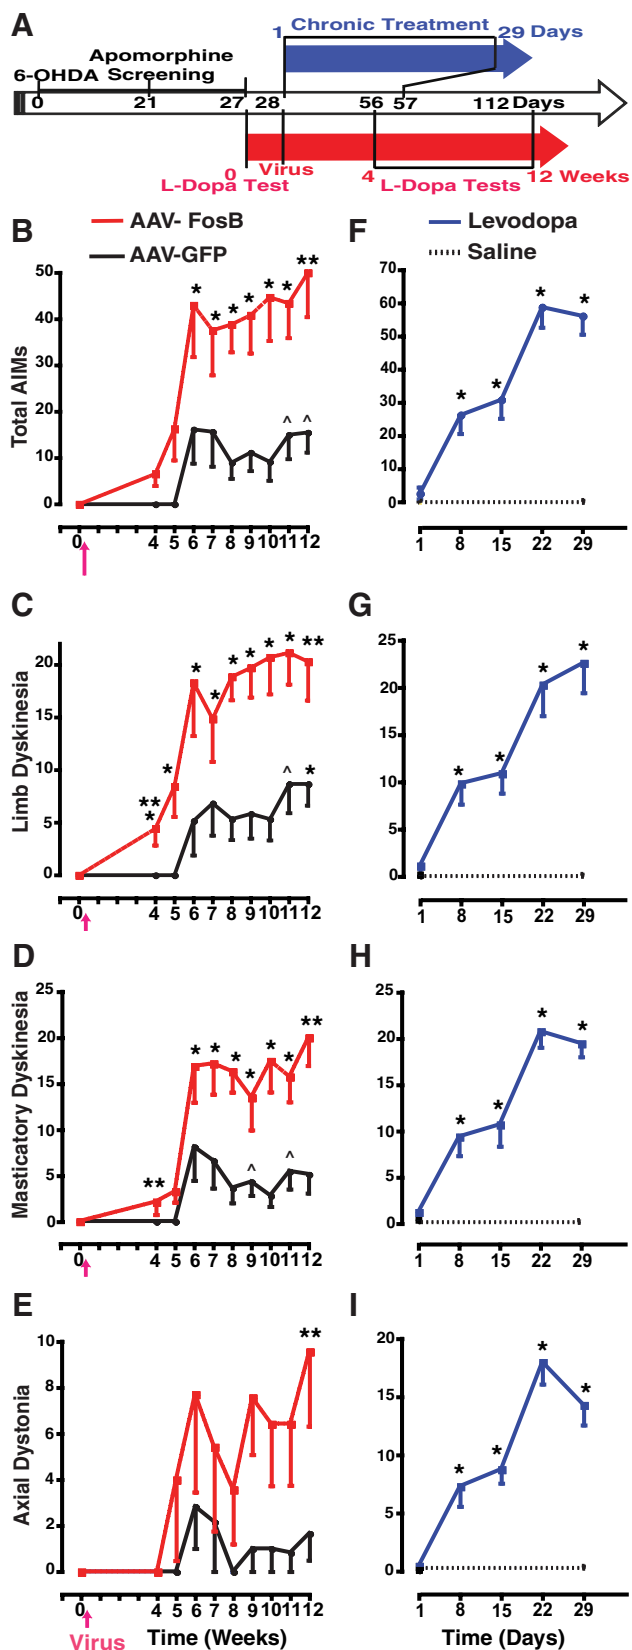 A
1 Chronic Treatment 29 Days
Apomorphine
6-OHDA Screening
0 21 27 28 56 57 112 Days
0 Virus 4 12 Weeks
L-Dopa Test L-Dopa Tests
B AAV- FosB
AAV-GFP
F Levodopa
Saline
Total AIMs
50
40
30
20
10
0
* * * * * * **
^ ^
0 4 5 6 7 8 9 10 11 12
70
60
50
40
30
20
10
0
* * * *
1 8 15 22 29
C
Limb Dyskinesia
20
15
10
5
0
**
* * * * * * * * **
^ *
0 4 5 6 7 8 9 10 11 12
G
25
20
15
10
5
0
* * * *
1 8 15 22 29
D
Masticatory Dyskinesia
25
20
15
10
5
0
** * * * * * * **
^ ^
0 4 5 6 7 8 9 10 11 12
H
25
20
15
10
5
0
* * * *
1 8 15 22 29
E
Axial Dystonia
10
8
6
4
2
0
**
0 4 5 6 7 8 9 10 11 12
Virus Time (Weeks)
I
20
15
10
5
0
* * * *
1 8 15 22 29
Time (Days)